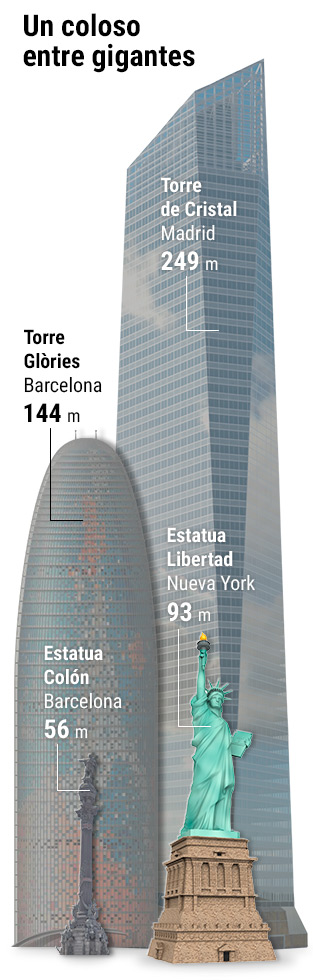 Un coloso
entre gigantes
Torre
de Cristal
Madrid
249 m
Torre
Glòries
Barcelona
144 m
Estatua
Libertad
Nueva York
93 m
Estatua
Colón
Barcelona
56 m